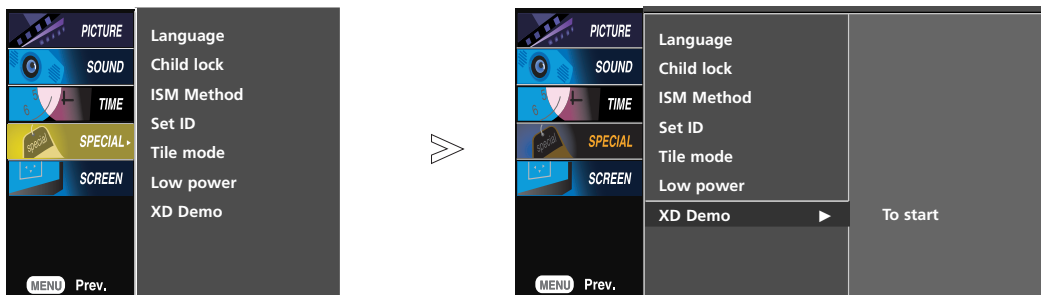 PICTURE
SOUND
TIME
SPECIAL
SCREEN
MENU Prev.
Language
Child lock
ISM Method
Set ID
Tile mode
Low power
XD Demo
PICTURE
SOUND
TIME
SPECIAL
SCREEN
MENU Prev.
Language
Child lock
ISM Method
Set ID
Tile mode
Low power
XD Demo ▶ To start